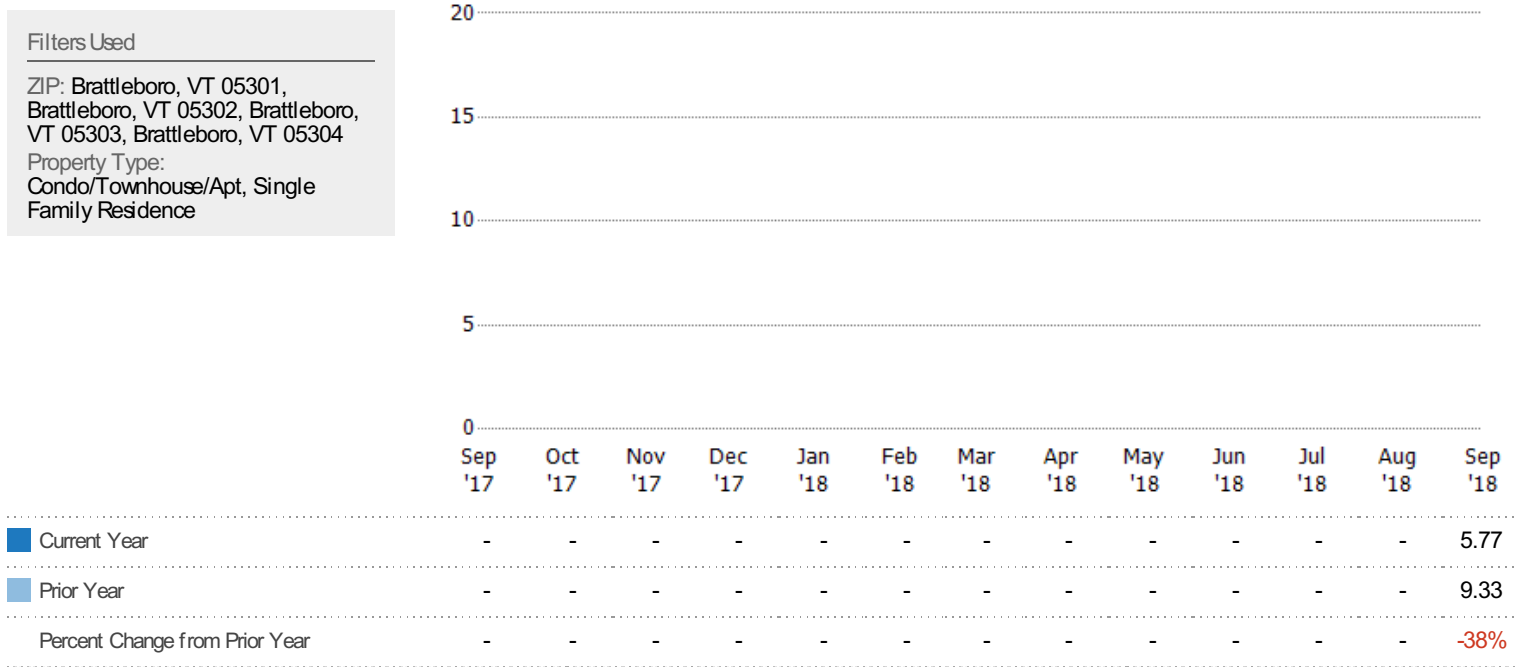 Filters Used
ZIP: Brattleboro, VT 05301,
Brattleboro, VT 05302, Brattleboro,
VT 05303, Brattleboro, VT 05304
Property Type:
Condo/Townhouse/Apt, Single
Family Residence
20
15
10
5
0
Sep Oct Nov Dec Jan Feb Mar Apr May Jun Jul Aug Sep
'17 '17 '17 '17 '18 '18 '18 '18 '18 '18 '18 '18 '18
Current Year - - - - - - - - - - - - 5.77
Prior Year - - - - - - - - - - - - 9.33
Percent Change from Prior Year - - - - - - - - - - - - -38%